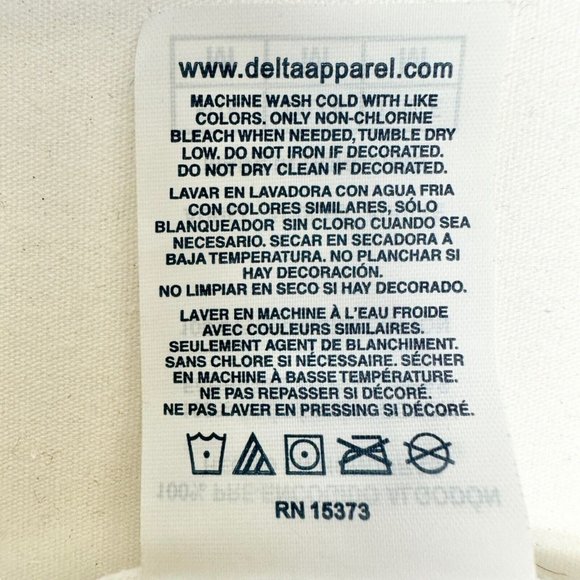 www.deltaapparel.com
MACHINE WASH COLD WITH LIKE
COLORS. ONLY NON-CHLORINE
BLEACH WHEN NEEDED, TUMBLE DRY
LOW. DO NOT IRON IF DECORATED.
DO NOT DRY CLEAN IF DECORATED.
LAVAR EN LAVADORA CON AGUA FRIA
CON COLORES SIMILARES, SÓLO
BLANQUEADOR SIN CLORO CUANDO SEA
NECESARIO. SECAR EN SECADORA A
BAJA TEMPERATURA. NO PLANCHAR SI
HAY DECORACIÓN.
NO LIMPIAR EN SECO SI HAY DECORADO.
LAVER EN MACHINE À L'EAU FROIDE
AVEC COULEURS SIMILAIRES.
SEULEMENT AGENT DE BLANCHIMENT.
SANS CHLORE SI NÉCESSAIRE. SÉCHER
EN MACHINE À BASSE TEMPÉRATURE.
NE PAS REPASSER SI DÉCORÉ.
NE PAS LAVER EN PRESSING SI DÉCORÉ.
100% PRE ENCOGIDO ALGODÓN
RN 15373